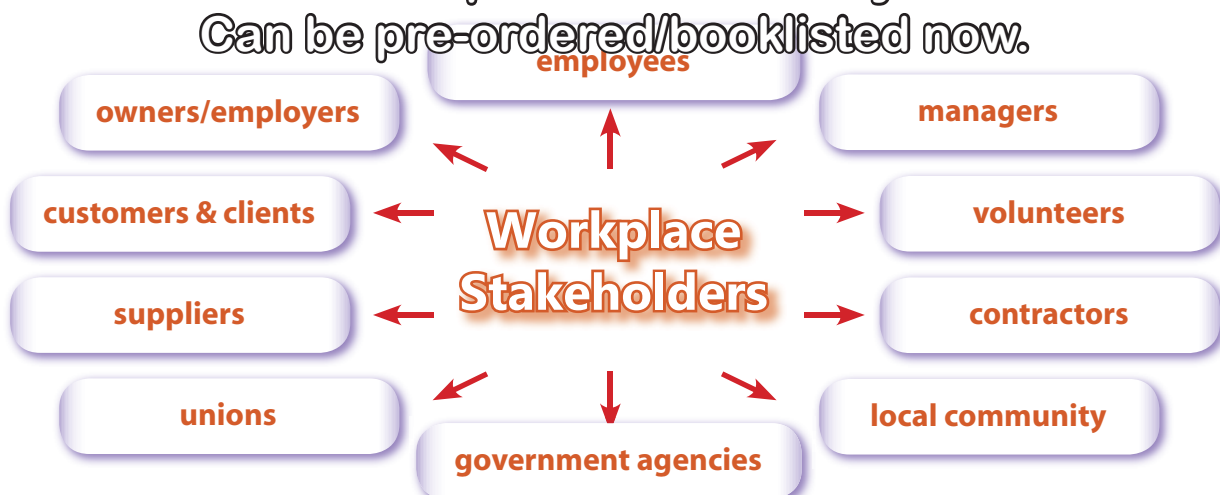 Can be pre-ordered/booklisted now.
employees
owners/employers
managers
customers & clients
Workplace
Stakeholders
volunteers
suppliers
contractors
unions
local community
government agencies